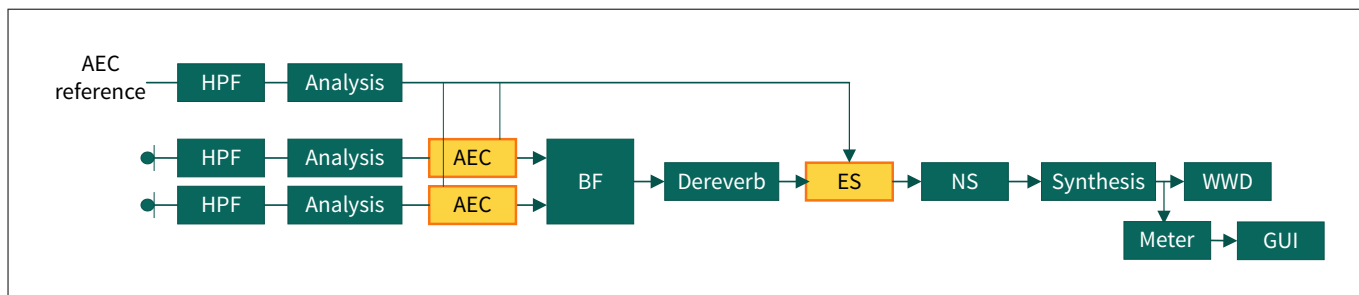 AEC
reference
HPF
Analysis
HPF
Analysis
AEC
HPF
Analysis
AEC
BF
Dereverb
ES
NS
Synthesis
WWD
Meter
GUI